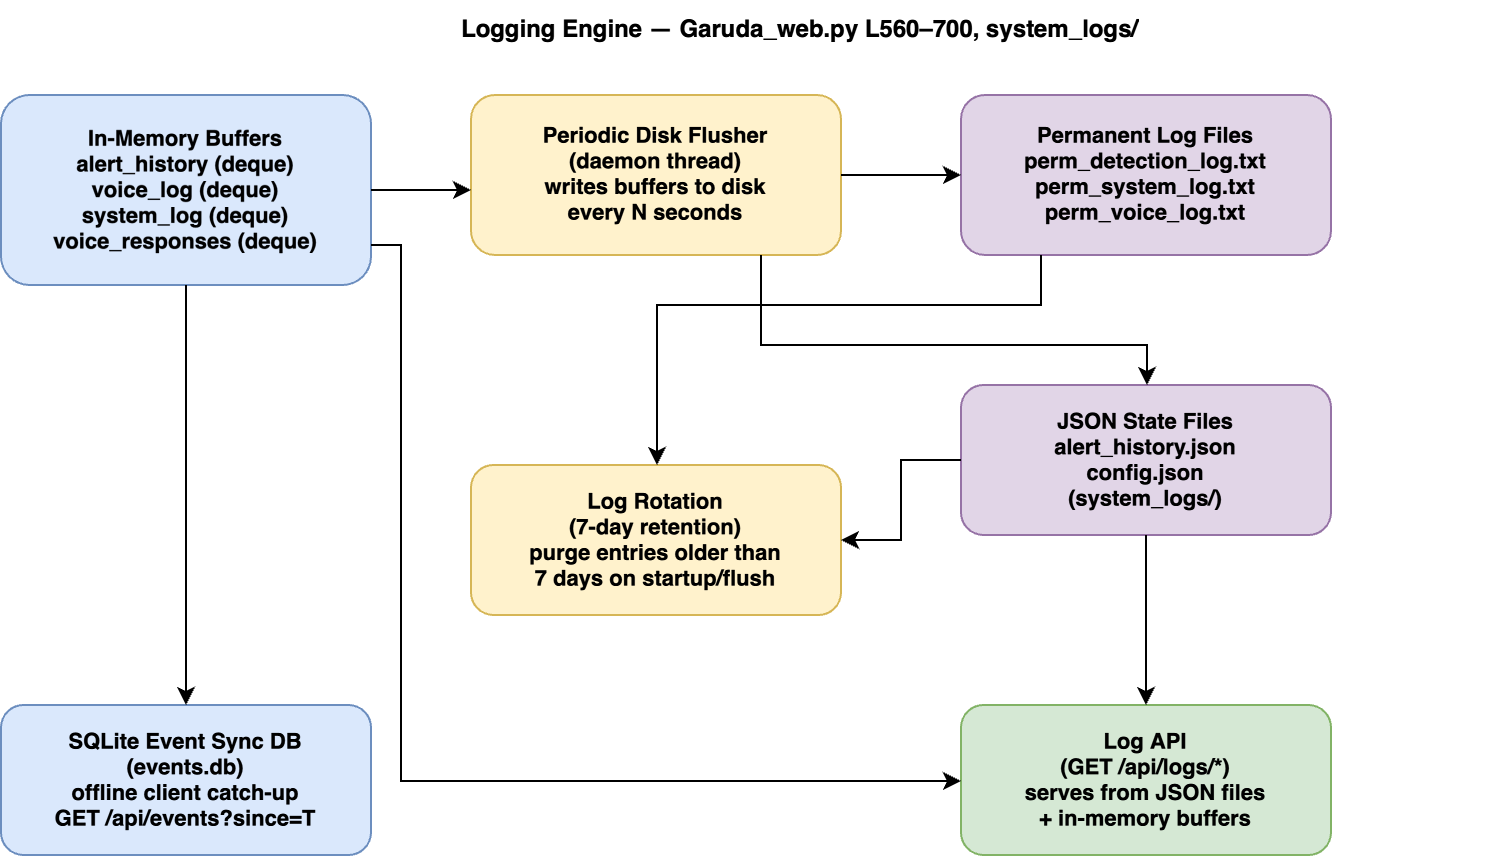 Logging Engine — Garuda_web.py L560–700, system_logs/
In-Memory Buffers
alert_history (deque)
voice_log (deque)
system_log (deque)
voice_responses (deque)
Periodic Disk Flusher
(daemon thread)
writes buffers to disk
every N seconds
Permanent Log Files
perm_detection_log.txt
perm_system_log.txt
perm_voice_log.txt
JSON State Files
alert_history.json
config.json
(system_logs/)
Log Rotation
(7-day retention)
purge entries older than
7 days on startup/flush
SQLite Event Sync DB
(events.db)
offline client catch-up
GET /api/events?since=T
Log API
(GET /api/logs/*)
serves from JSON files
+ in-memory buffers